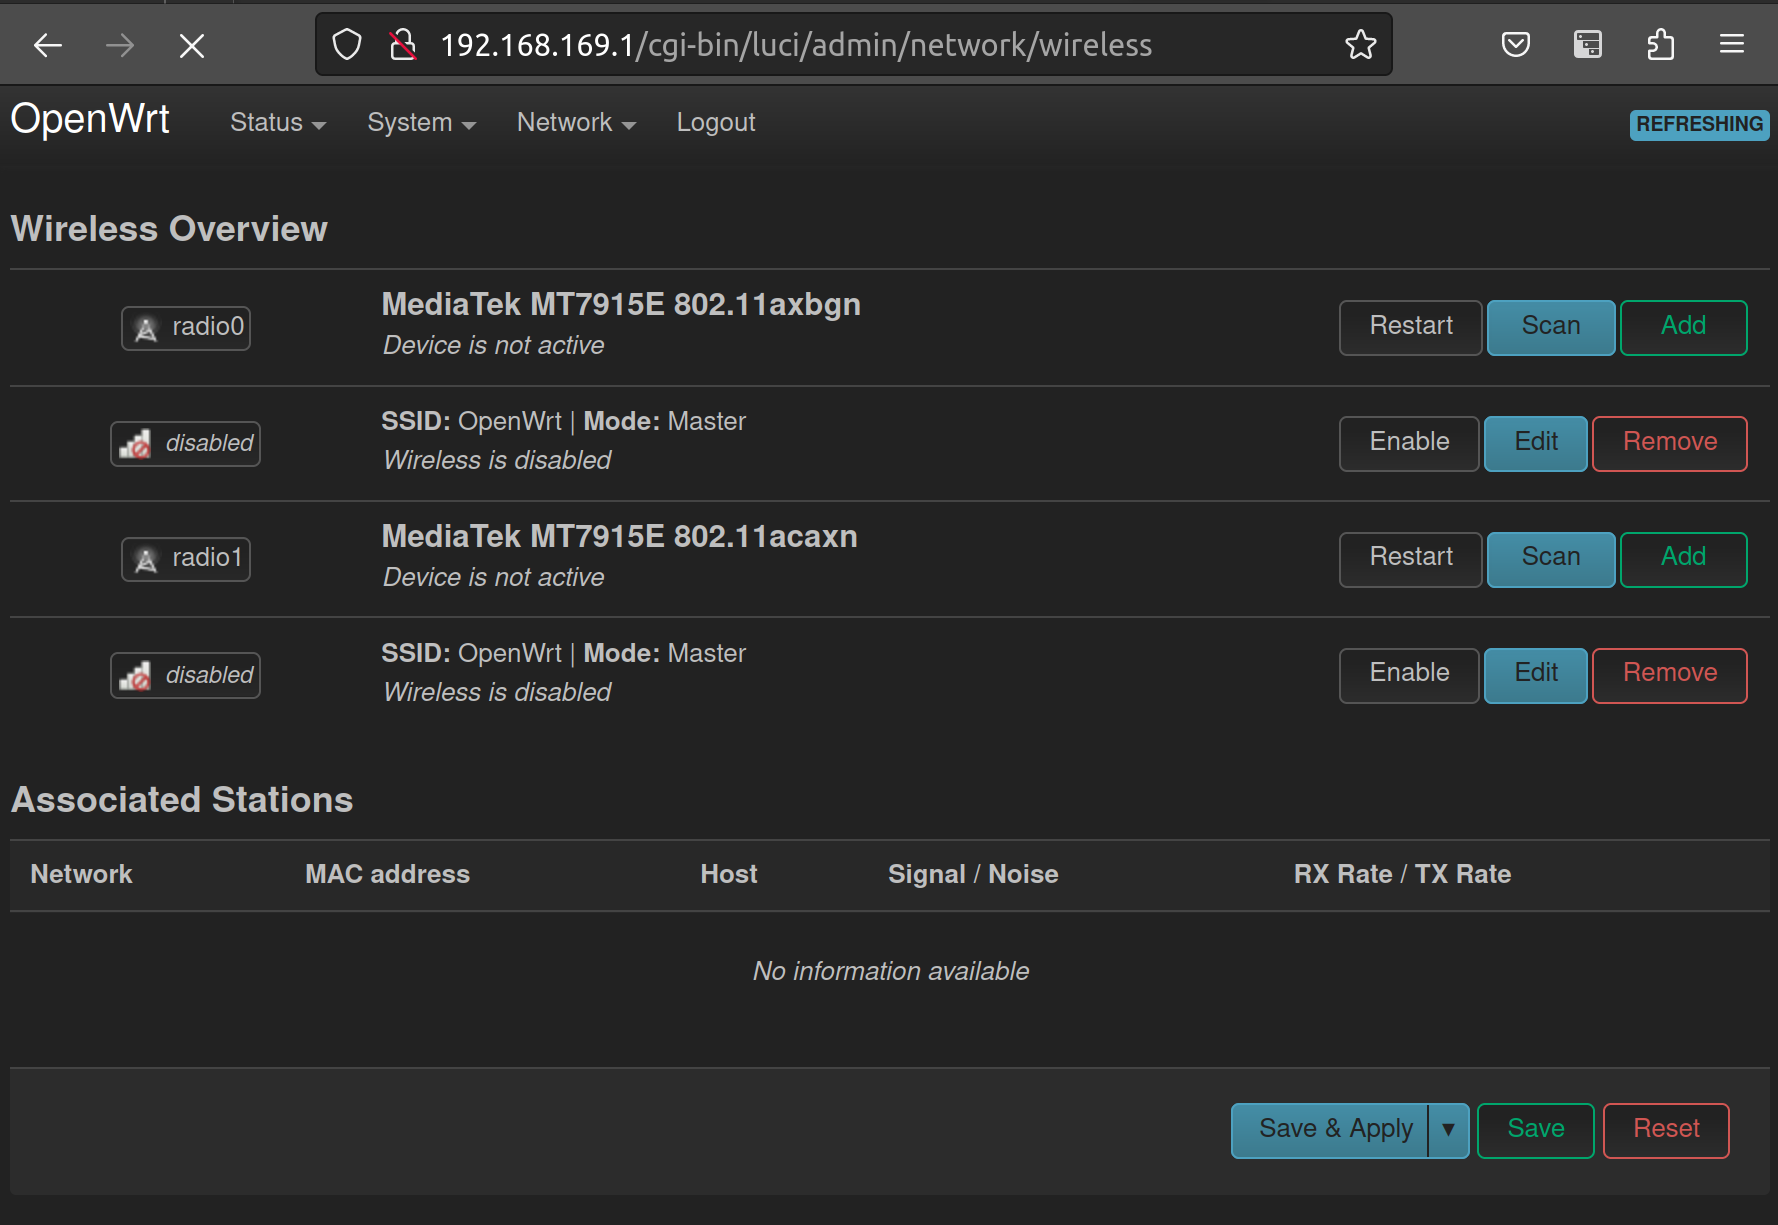 192.168.169.1/cgi-bin/luci/admin/network/wireless
OpenWrt Status System Network Logout REFRESHING
Wireless Overview
radio0 MediaTek MT7915E 802.11axbgn Restart Scan Add
Device is not active
disabled SSID: OpenWrt | Mode: Master Enable Edit Remove
Wireless is disabled
radio1 MediaTek MT7915E 802.11acaxn Restart Scan Add
Device is not active
disabled SSID: OpenWrt | Mode: Master Enable Edit Remove
Wireless is disabled
Associated Stations
Network MAC address Host Signal / Noise RX Rate / TX Rate
No information available
Save & Apply Save Reset